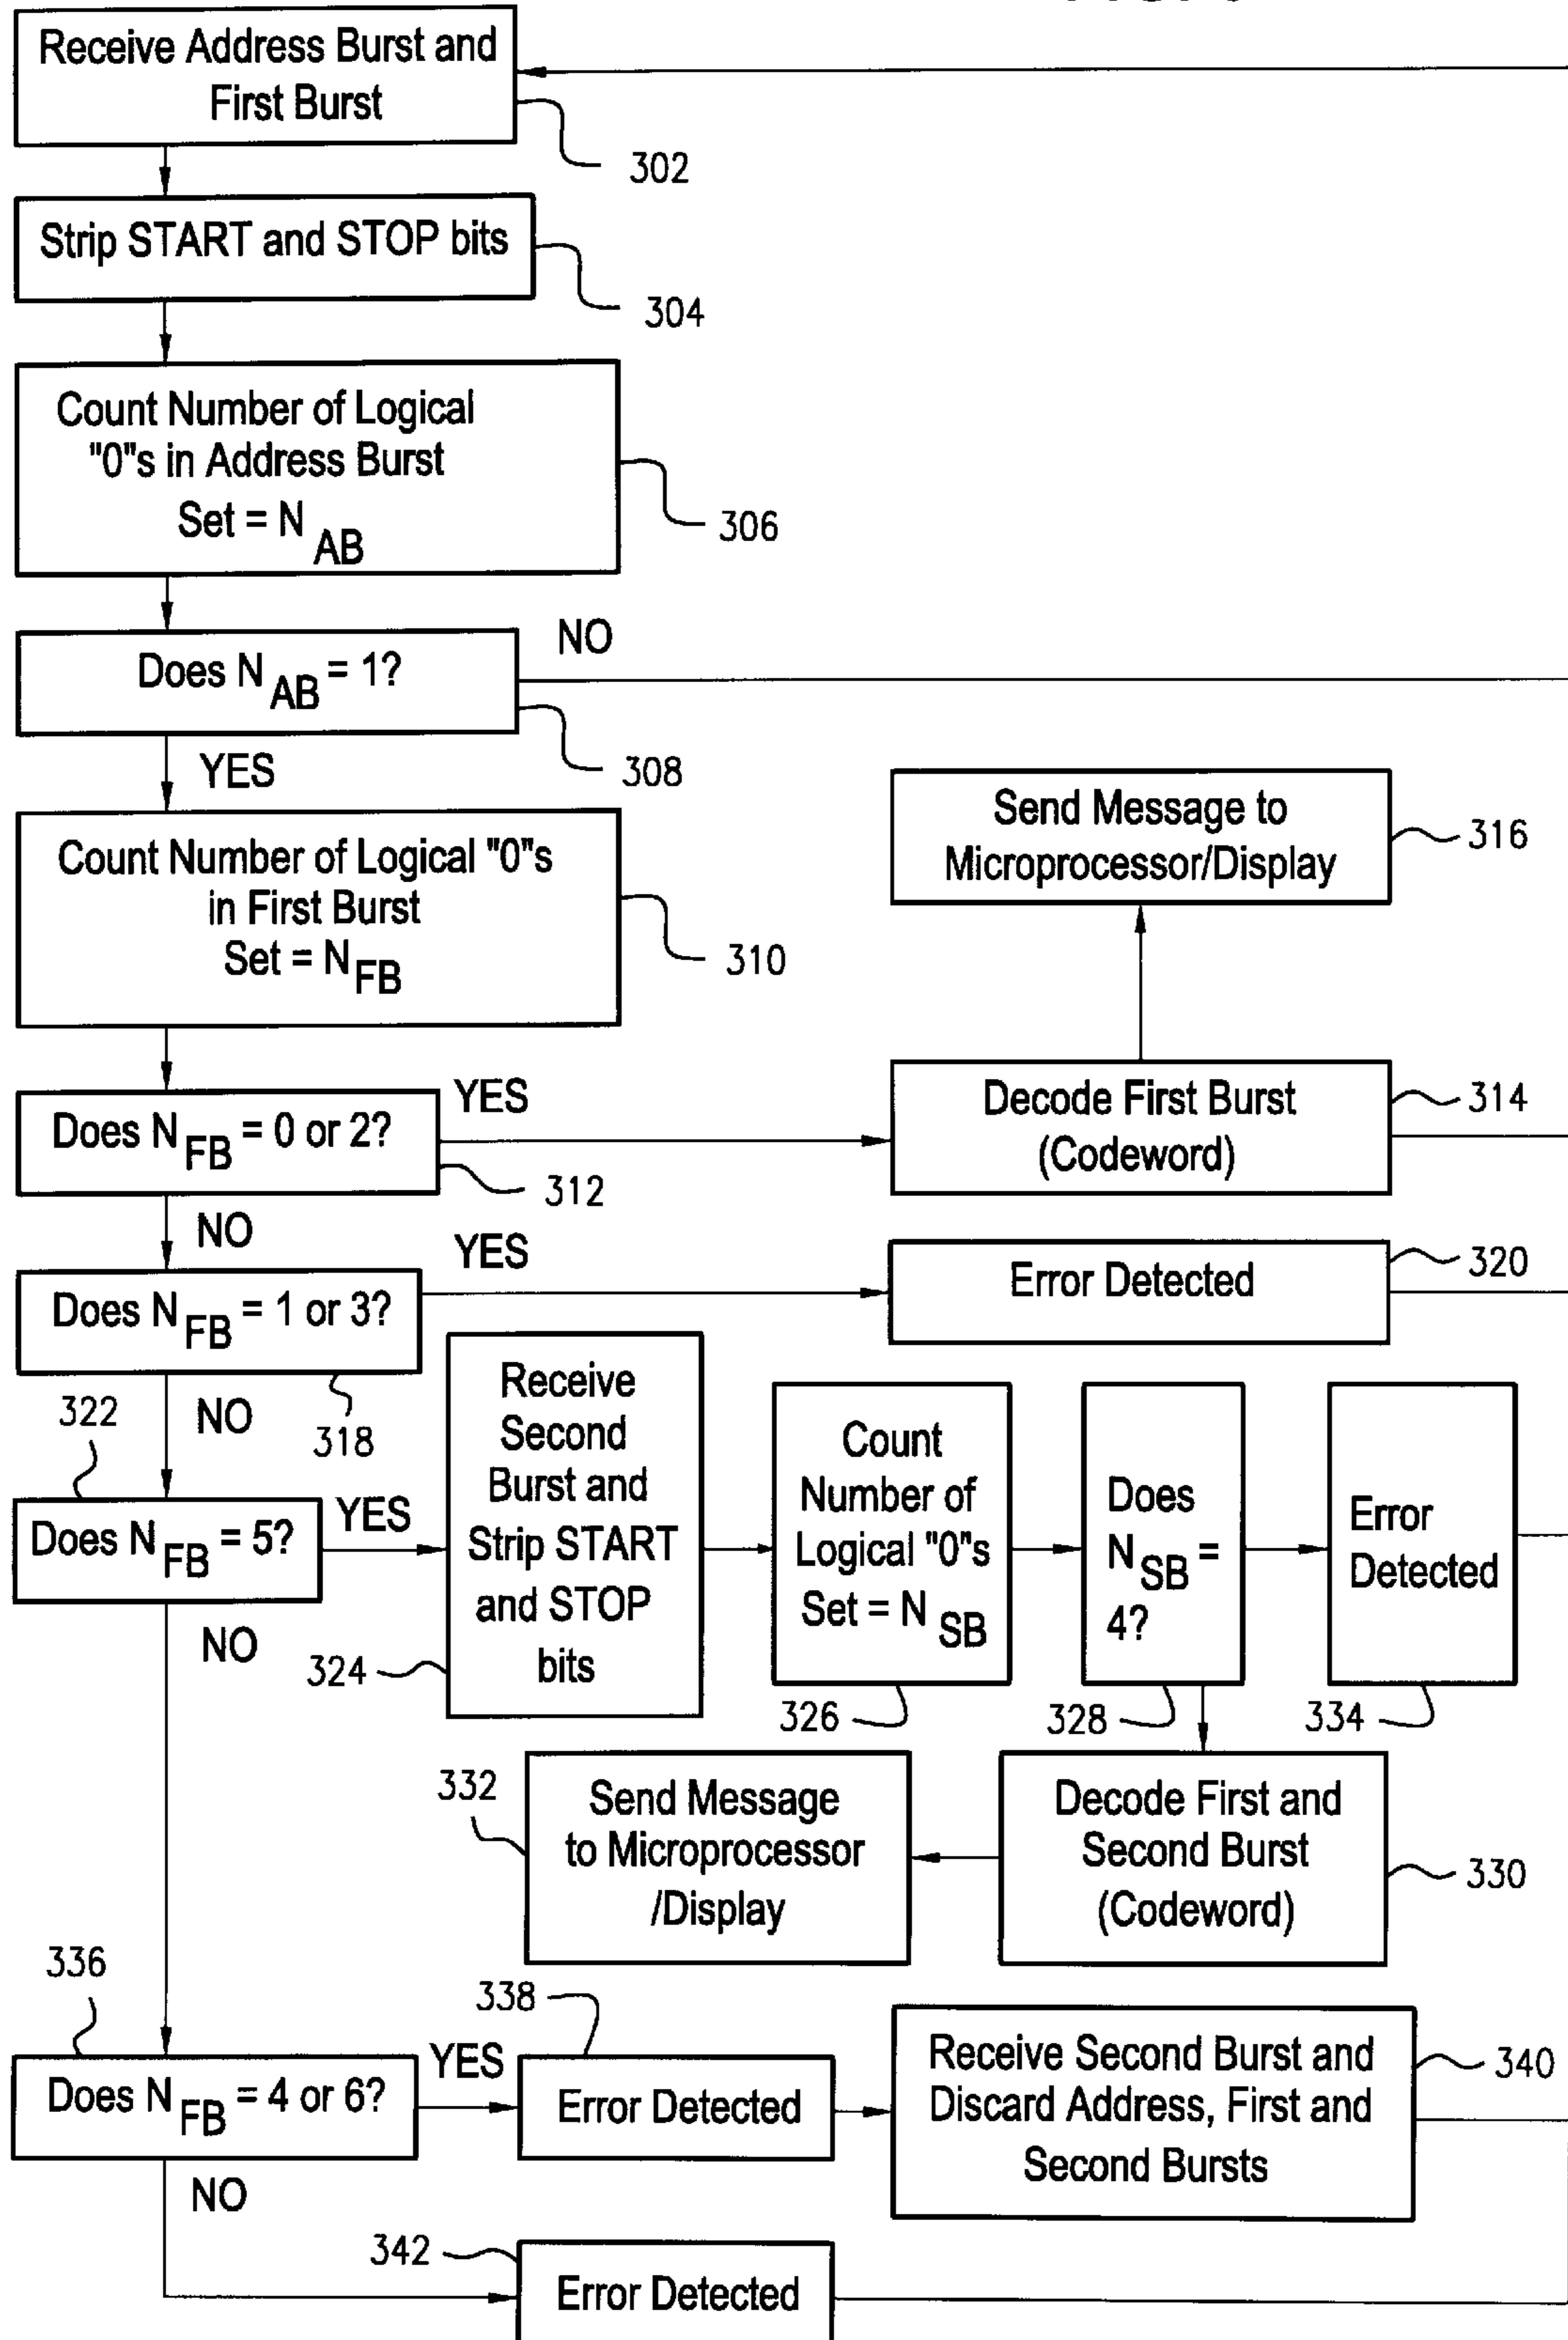 Receive Address Burst and
First Burst
302
Strip START and STOP bits
304
Count Number of Logical
"0"s in Address Burst
Set = N AB
306
Does N AB = 1?
NO
308
YES
Count Number of Logical "0"s
in First Burst
Set = N FB
310
Send Message to
Microprocessor/Display
316
Does N FB = 0 or 2?
YES
312
Decode First Burst
(Codeword)
314
NO
Does N FB = 1 or 3?
YES
318
Error Detected
320
NO
322
Does N FB = 5?
YES
Receive
Second
Burst and
Strip START
and STOP
bits
324
Count
Number of
Logical "0"s
Set = N SB
326
Does
N SB =
4?
328
Error
Detected
334
NO
332
Send Message
to Microprocessor
/Display
Decode First and
Second Burst
(Codeword)
330
336
Does N FB = 4 or 6?
YES
338
Error Detected
Receive Second Burst and
Discard Address, First and
Second Bursts
340
NO
342
Error Detected